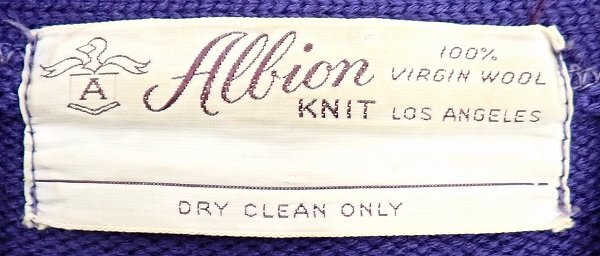 A
Albion
KNIT
100%
VIRGIN WOOL
LOS ANGELES
DRY CLEAN ONLY